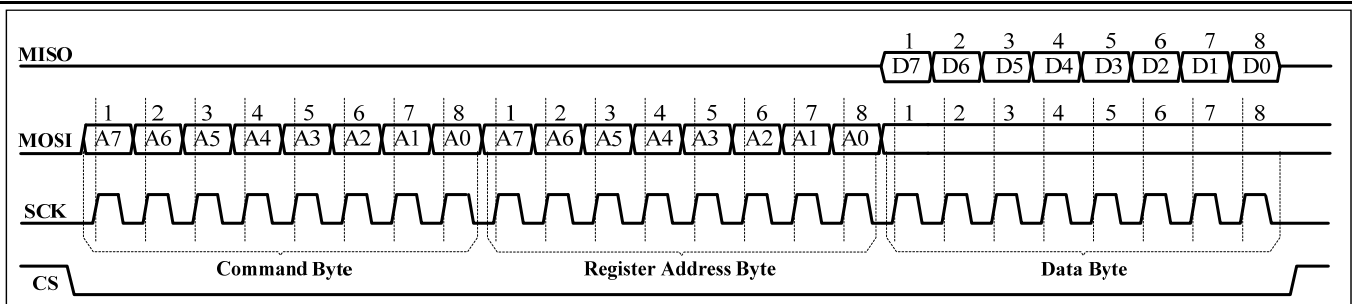 1 2 3 4 5 6 7 8
MISO D7 D6 D5 D4 D3 D2 D1 D0
1 2 3 4 5 6 7 8 1 2 3 4 5 6 7 8 1 2 3 4 5 6 7 8
MOSI A7 A6 A5 A4 A3 A2 A1 A0 A7 A6 A5 A4 A3 A2 A1 A0
SCK
Command Byte Register Address Byte Data Byte
CS